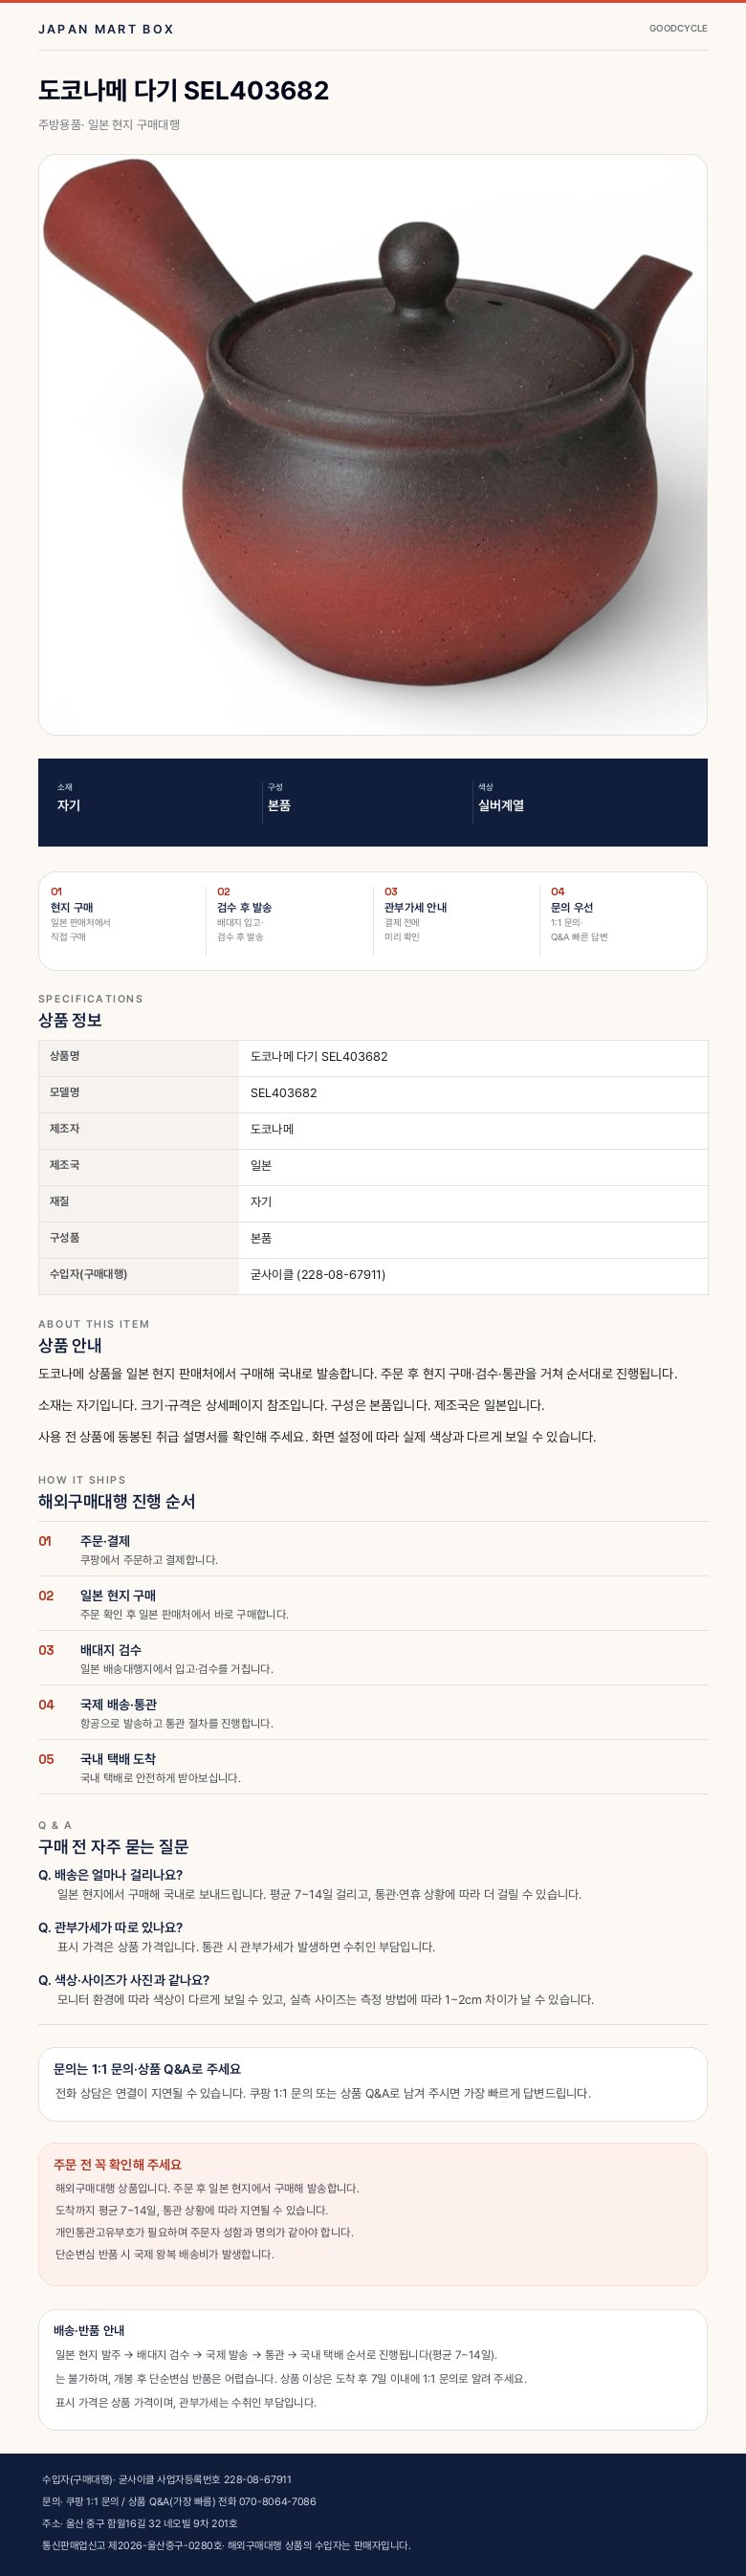 JAPAN MART BOX
GOODCYCLE
도코나메 다기 SEL403682
주방용품· 일본 현지 구매대행
소재
자기
구성
본품
색상
실버계열
01
현지 구매
일본 판매처에서
직접 구매
02
검수 후 발송
배대지 입고·
검수 후 발송
03
관부가세 안내
결제 전에
미리 확인
04
문의 우선
1:1 문의·
Q&A 빠른 답변
SPECIFICATIONS
상품 정보
상품명 도코나메 다기 SEL403682
모델명 SEL403682
제조자 도코나메
제조국 일본
재질 자기
구성품 본품
수입자(구매대행) 굳사이클 (228-08-67911)
ABOUT THIS ITEM
상품 안내
도코나메 상품을 일본 현지 판매처에서 구매해 국내로 발송합니다. 주문 후 현지 구매·검수·통관을 거쳐 순서대로 진행됩니다.
소재는 자기입니다. 크기·규격은 상세페이지 참조입니다. 구성은 본품입니다. 제조국은 일본입니다.
사용 전 상품에 동봉된 취급 설명서를 확인해 주세요. 화면 설정에 따라 실제 색상과 다르게 보일 수 있습니다.
HOW IT SHIPS
해외구매대행 진행 순서
01 주문·결제
쿠팡에서 주문하고 결제합니다.
02 일본 현지 구매
주문 확인 후 일본 판매처에서 바로 구매합니다.
03 배대지 검수
일본 배송대행지에서 입고·검수를 거칩니다.
04 국제 배송·통관
항공으로 발송하고 통관 절차를 진행합니다.
05 국내 택배 도착
국내 택배로 안전하게 받아보십니다.
Q & A
구매 전 자주 묻는 질문
Q. 배송은 얼마나 걸리나요?
일본 현지에서 구매해 국내로 보내드립니다. 평균 7~14일 걸리고, 통관·연휴 상황에 따라 더 걸릴 수 있습니다.
Q. 관부가세가 따로 있나요?
표시 가격은 상품 가격입니다. 통관 시 관부가세가 발생하면 수취인 부담입니다.
Q. 색상·사이즈가 사진과 같나요?
모니터 환경에 따라 색상이 다르게 보일 수 있고, 실측 사이즈는 측정 방법에 따라 1~2cm 차이가 날 수 있습니다.
문의는 1:1 문의·상품 Q&A로 주세요
전화 상담은 연결이 지연될 수 있습니다. 쿠팡 1:1 문의 또는 상품 Q&A로 남겨 주시면 가장 빠르게 답변드립니다.
주문 전 꼭 확인해 주세요
해외구매대행 상품입니다. 주문 후 일본 현지에서 구매해 발송합니다.
도착까지 평균 7~14일, 통관 상황에 따라 지연될 수 있습니다.
개인통관고유부호가 필요하며 주문자 성함과 명의가 같아야 합니다.
단순변심 반품 시 국제 왕복 배송비가 발생합니다.
배송·반품 안내
일본 현지 발주 → 배대지 검수 → 국제 발송 → 통관 → 국내 택배 순서로 진행됩니다(평균 7~14일).
는 불가하며, 개봉 후 단순변심 반품은 어렵습니다. 상품 이상은 도착 후 7일 이내에 1:1 문의로 알려 주세요.
표시 가격은 상품 가격이며, 관부가세는 수취인 부담입니다.
수입자(구매대행)· 굳사이클 사업자등록번호 228-08-67911
문의· 쿠팡 1:1 문의 / 상품 Q&A(가장 빠름) 전화 070-8064-7086
주소· 울산 중구 함월16길 32 네오빌 9차 201호
통신판매업신고 제2026-울산중구-0280호· 해외구매대행 상품의 수입자는 판매자입니다.